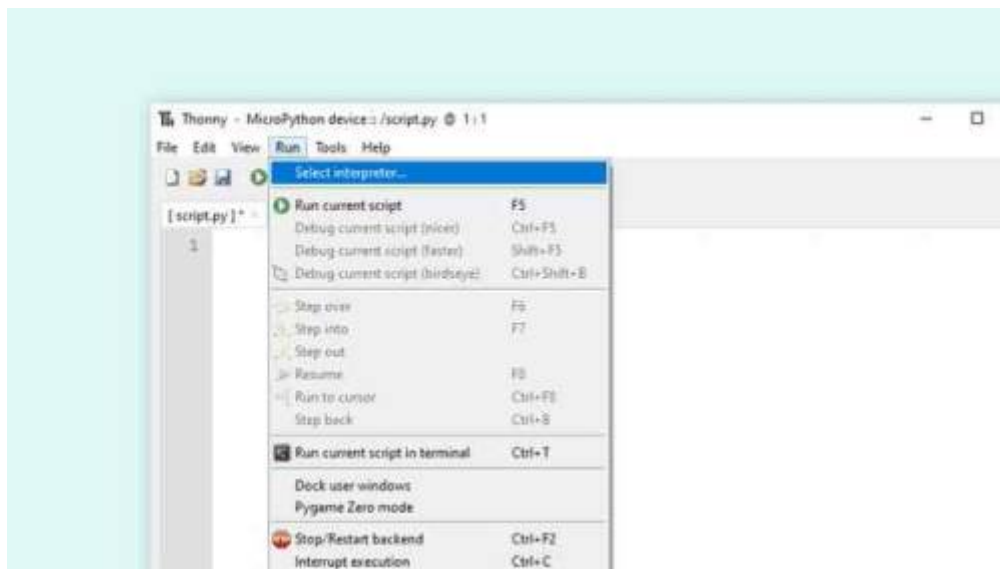 Thonny - MicroPython device :: /script.py @ 1 : 1
File Edit View Run Tools Help
Select interpreter...
[ script.py ] *
1
Run current script F5
Debug current script (nicer) Ctrl+F5
Debug current script (faster) Shift+F5
Debug current script (birdseye) Ctrl+Shift+B
Step over F6
Step into F7
Step out
Resume F8
Run to cursor Ctrl+F8
Step back Ctrl+B
Run current script in terminal Ctrl+T
Dock user windows
Pygame Zero mode
Stop/Restart backend Ctrl+F2
Interrupt execution Ctrl+C